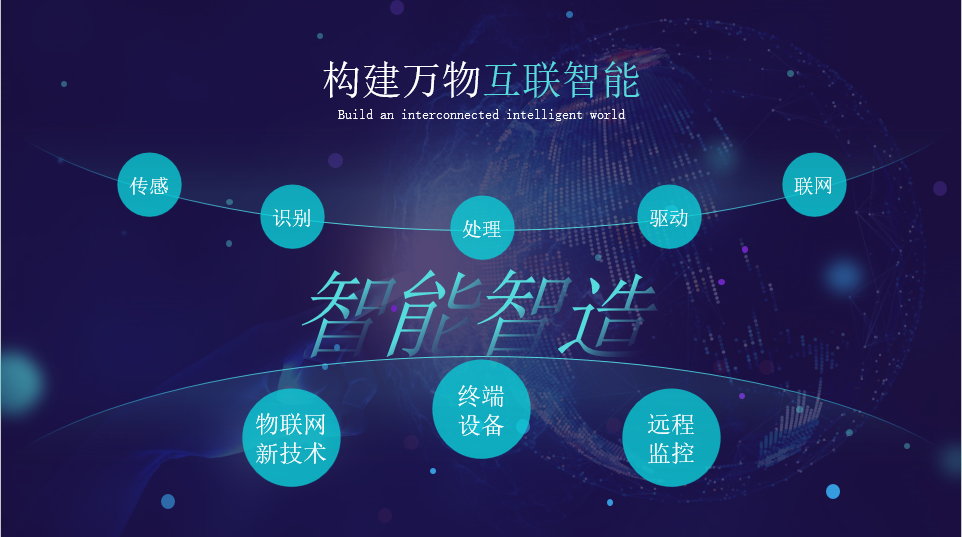 构建万物互联智能
Build an interconnected intelligent world
传感
识别
处理
驱动
联网
智能智造
物联网
新技术
终端
设备
远程
监控